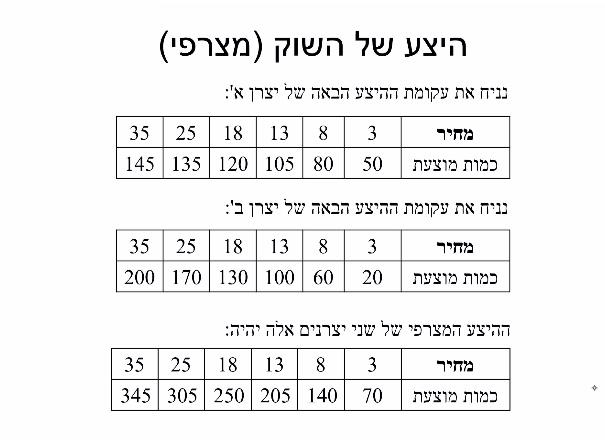 היצע של השוק (מצרפי)
נניח את עקומת ההיצע הבאה של יצרן א':
מחיר 3 8 13 18 25 35
כמות מוצעת 50 80 105 120 135 145
נניח את עקומת ההיצע הבאה של יצרן ב':
מחיר 3 8 13 18 25 35
כמות מוצעת 20 60 100 130 170 200
ההיצע המצרפי של שני יצרנים אלה יהיה:
מחיר 3 8 13 18 25 35
כמות מוצעת 70 140 205 250 305 345